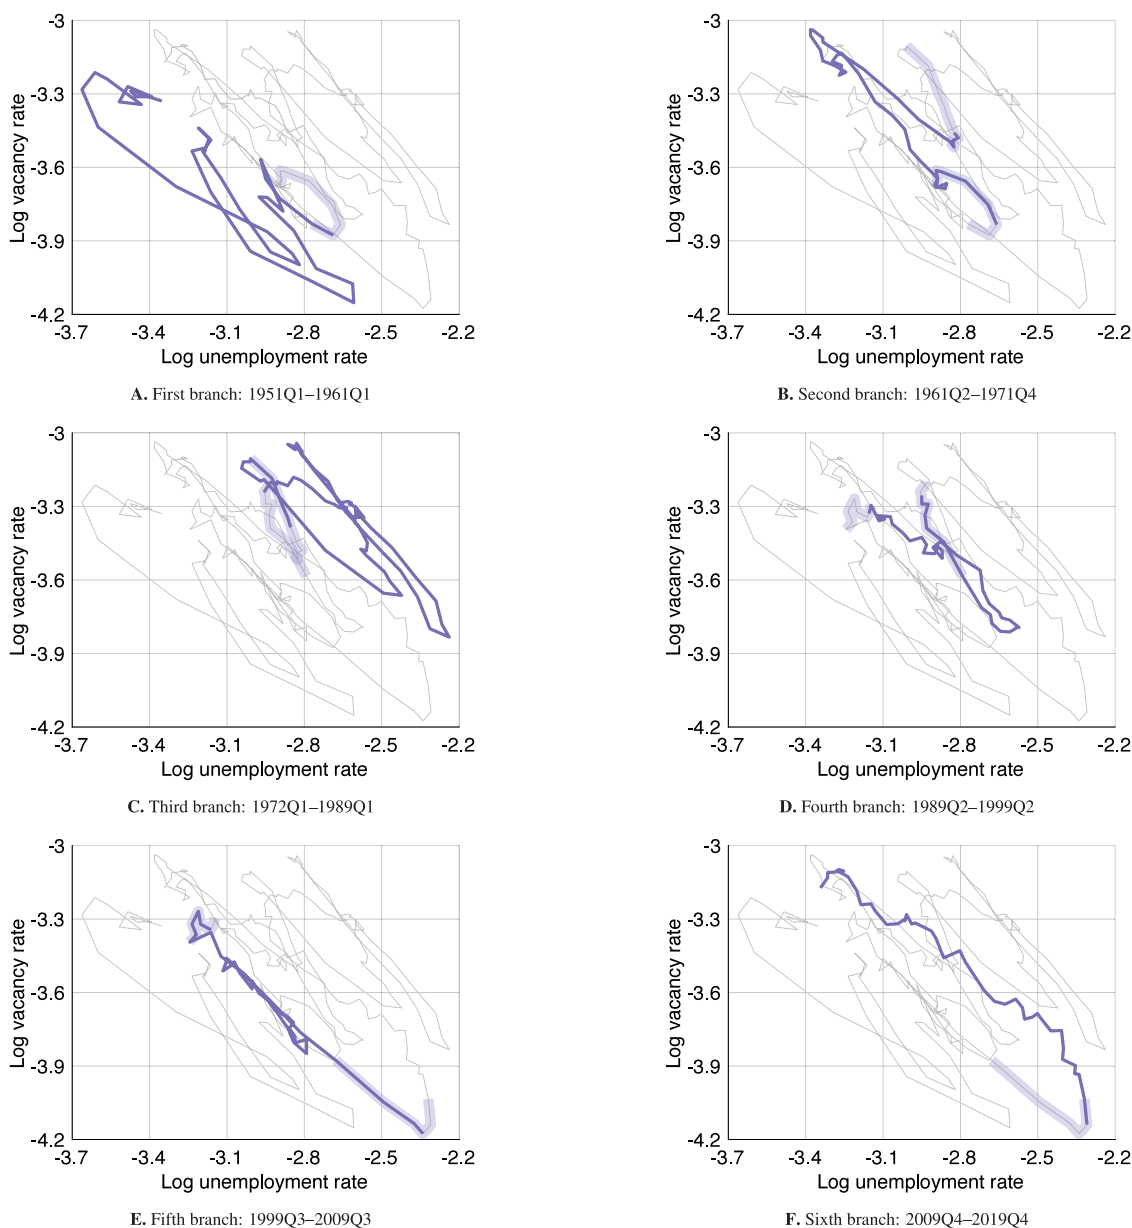 -3
-3.3
-3.6
-3.9
-4.2
Log vacancy rate
-3.7 -3.4 -3.1 -2.8 -2.5 -2.2
Log unemployment rate
A. First branch: 1951Q1–1961Q1
-3
-3.3
-3.6
-3.9
-4.2
Log vacancy rate
-3.7 -3.4 -3.1 -2.8 -2.5 -2.2
Log unemployment rate
B. Second branch: 1961Q2–1971Q4
-3
-3.3
-3.6
-3.9
-4.2
Log vacancy rate
-3.7 -3.4 -3.1 -2.8 -2.5 -2.2
Log unemployment rate
C. Third branch: 1972Q1–1989Q1
-3
-3.3
-3.6
-3.9
-4.2
Log vacancy rate
-3.7 -3.4 -3.1 -2.8 -2.5 -2.2
Log unemployment rate
D. Fourth branch: 1989Q2–1999Q2
-3
-3.3
-3.6
-3.9
-4.2
Log vacancy rate
-3.7 -3.4 -3.1 -2.8 -2.5 -2.2
Log unemployment rate
E. Fifth branch: 1999Q3–2009Q3
-3
-3.3
-3.6
-3.9
-4.2
Log vacancy rate
-3.7 -3.4 -3.1 -2.8 -2.5 -2.2
Log unemployment rate
F. Sixth branch: 2009Q4–2019Q4